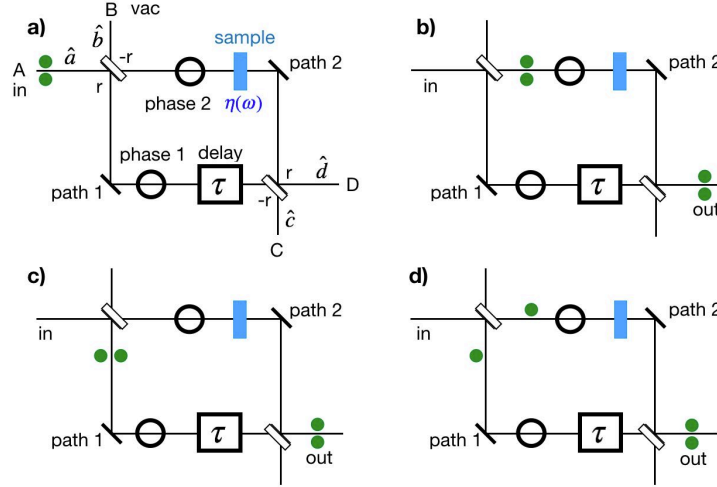 a)
B vac
b̂
sample
A
â
-r
path 2
in
r
phase 2
η(ω)
phase 1
delay
τ
r
d̂
D
path 1
-r
ĉ
C
b)
path 2
in
path 1
τ
out
c)
path 2
in
path 1
τ
out
d)
path 2
in
path 1
τ
out